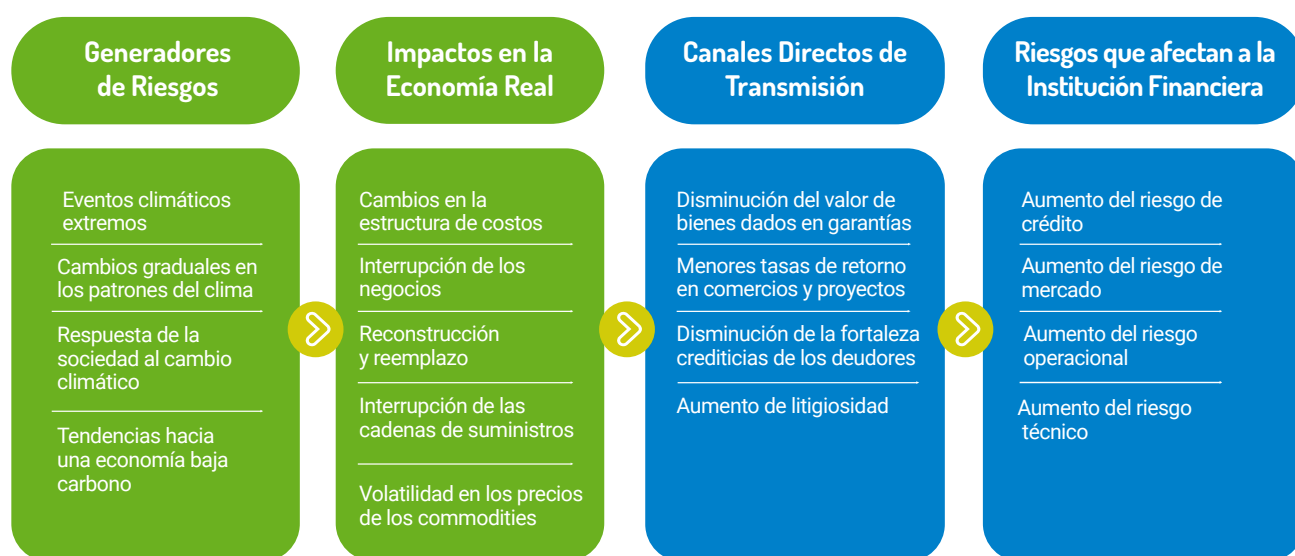 Generadores
de Riesgos
Impactos en la
Economía Real
Canales Directos de
Transmisión
Riesgos que afectan a la
Institución Financiera
Eventos climáticos
extremos
Cambios graduales en
los patrones del clima
Respuesta de la
sociedad al cambio
climático
Tendencias hacia
una economía baja
carbono
Cambios en la
estructura de costos
Interrupción de los
negocios
Reconstrucción
y reemplazo
Interrupción de las
cadenas de suministros
Volatilidad en los precios
de los commodities
Disminución del valor de
bienes dados en garantías
Menores tasas de retorno
en comercios y proyectos
Disminución de la fortaleza
crediticias de los deudores
Aumento de litigiosidad
Aumento del riesgo de
crédito
Aumento del riesgo de
mercado
Aumento del riesgo
operacional
Aumento del riesgo
técnico